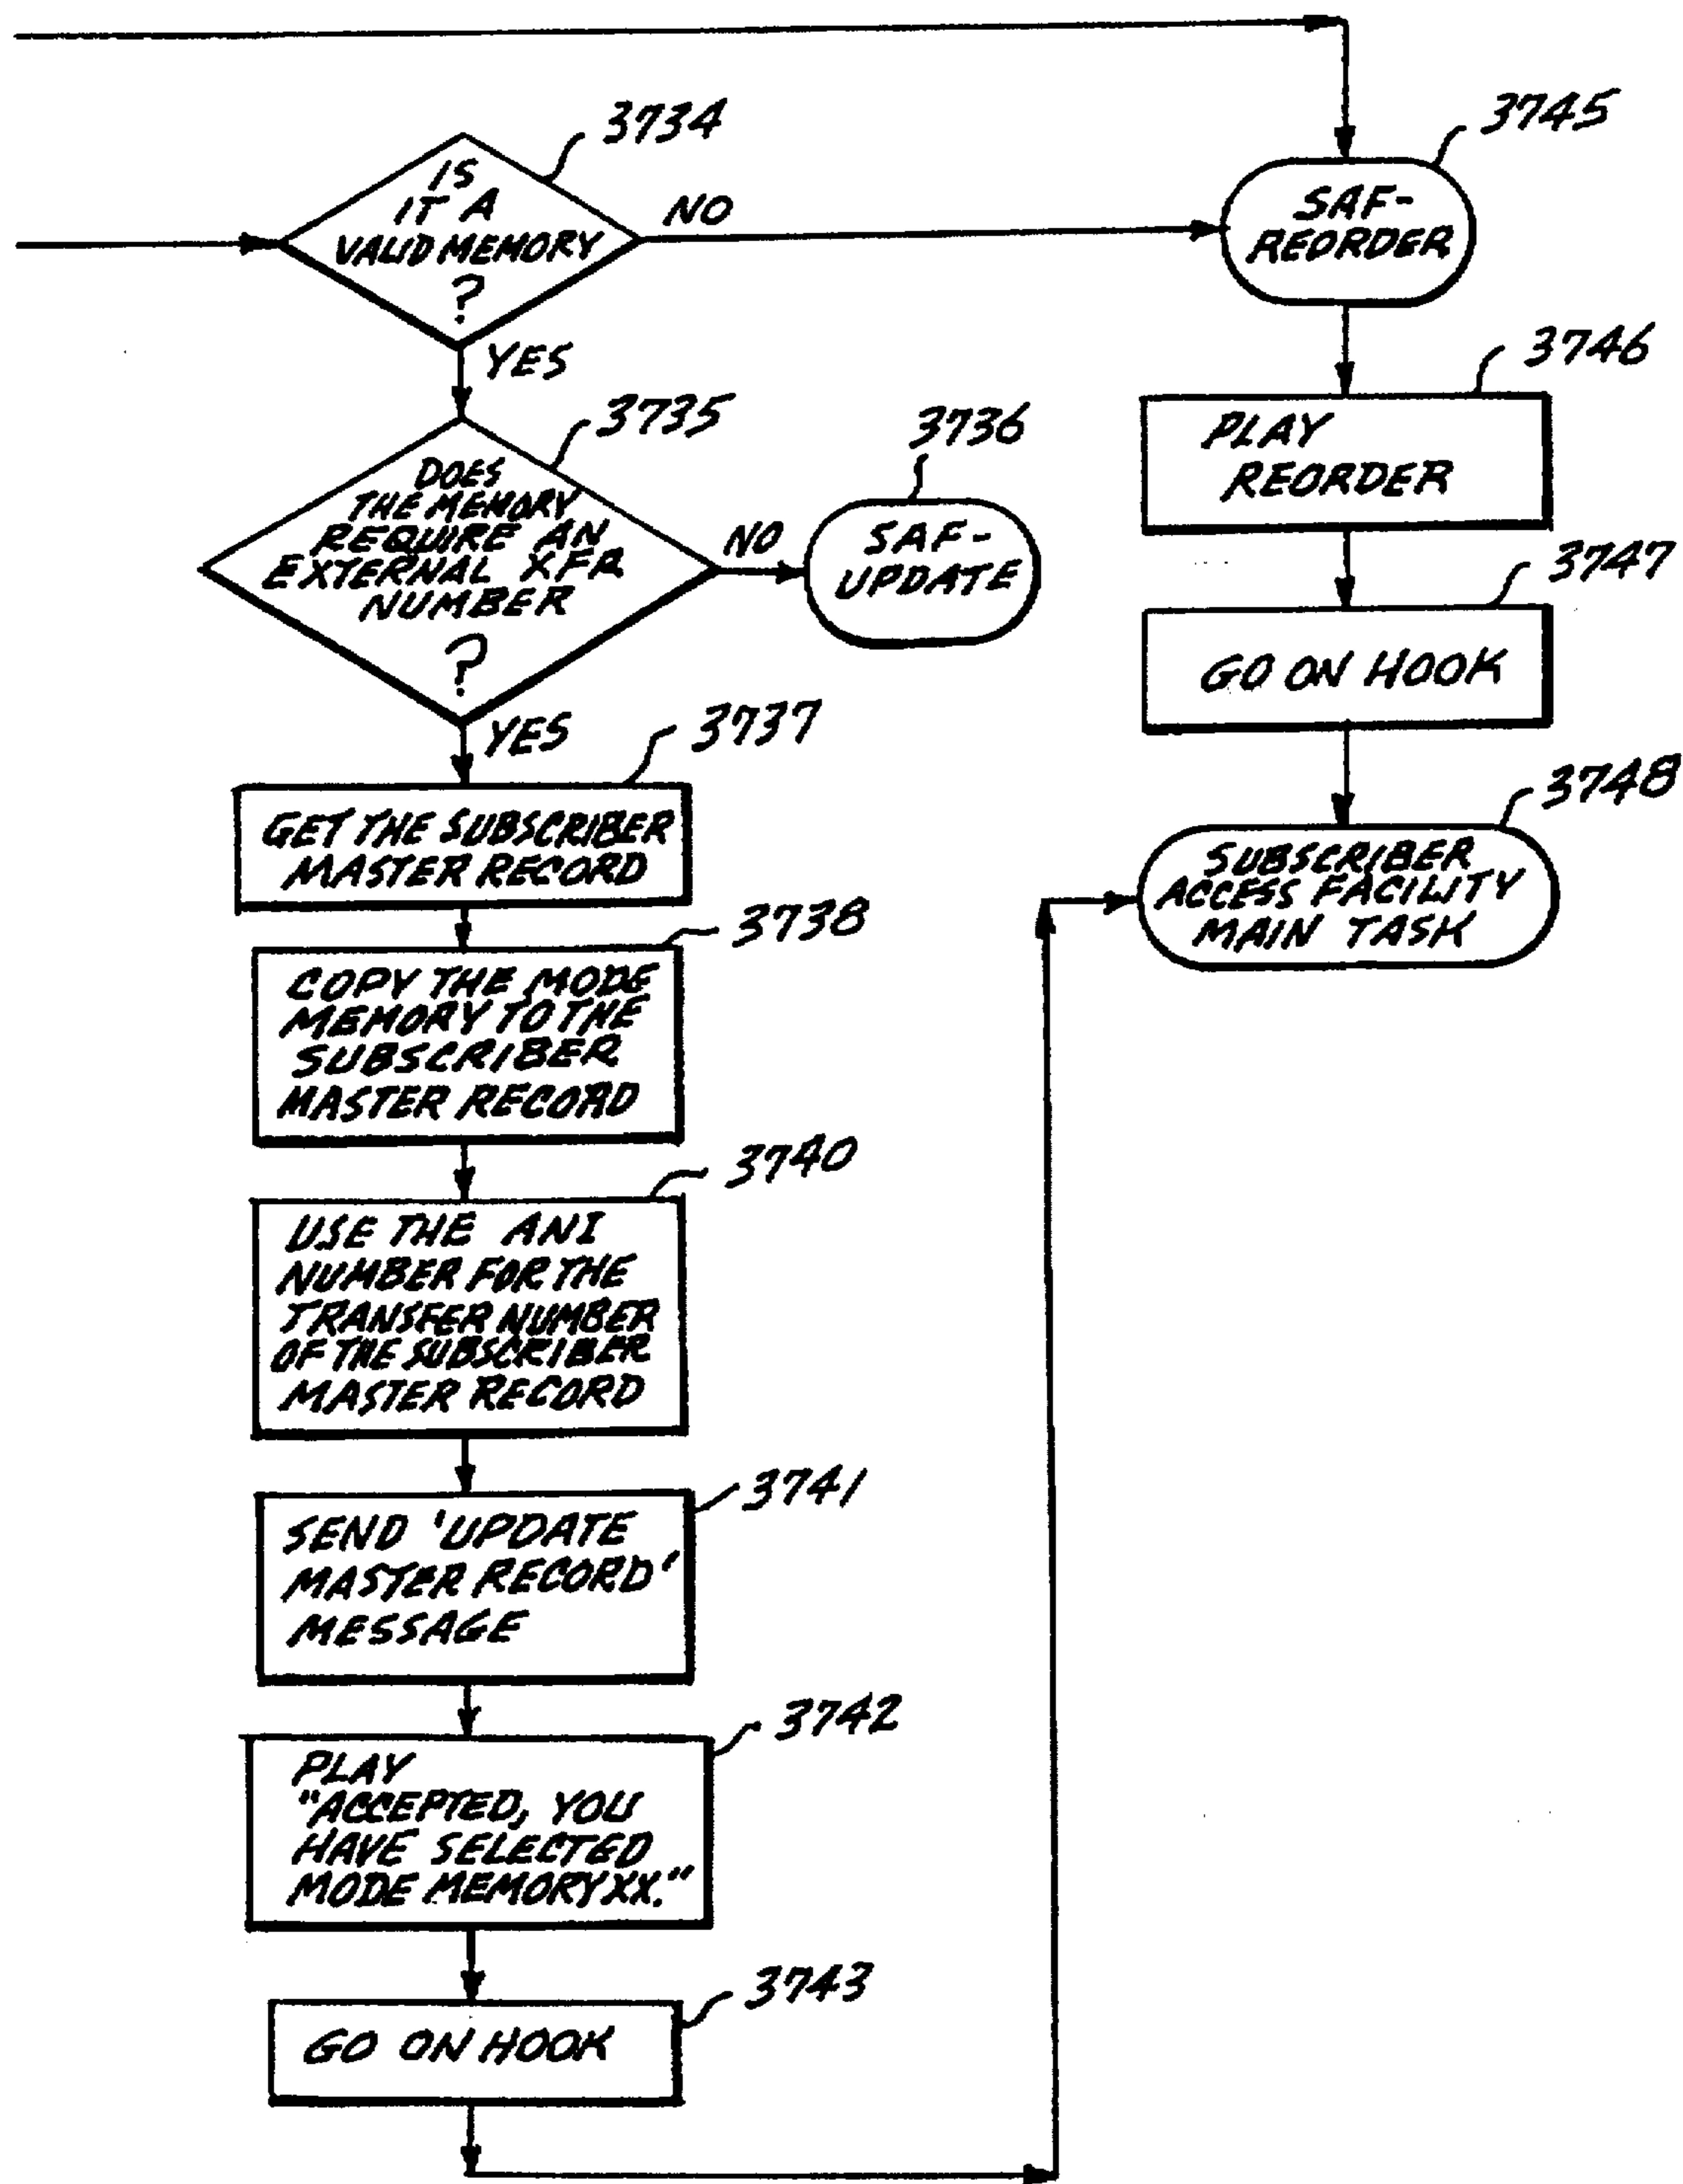 3734
IS
IT A
VALID MEMORY
?
NO
YES
3745
SAF-
REORDER
3746
PLAY
REORDER
3735
DOES
THE MEMORY
REQUIRE AN
EXTERNAL XFR
NUMBER
?
NO
YES
3736
SAF-
UPDATE
3747
GO ON HOOK
3737
GET THE SUBSCRIBER
MASTER RECORD
3748
SUBSCRIBER
ACCESS FACILITY
MAIN TASK
3738
COPY THE MODE
MEMORY TO THE
SUBSCRIBER
MASTER RECORD
3740
USE THE ANI
NUMBER FOR THE
TRANSFER NUMBER
OF THE SUBSCRIBER
MASTER RECORD
3741
SEND 'UPDATE
MASTER RECORD'
MESSAGE
3742
PLAY
"ACCEPTED, YOU
HAVE SELECTED
MODE MEMORY XX."
3743
GO ON HOOK